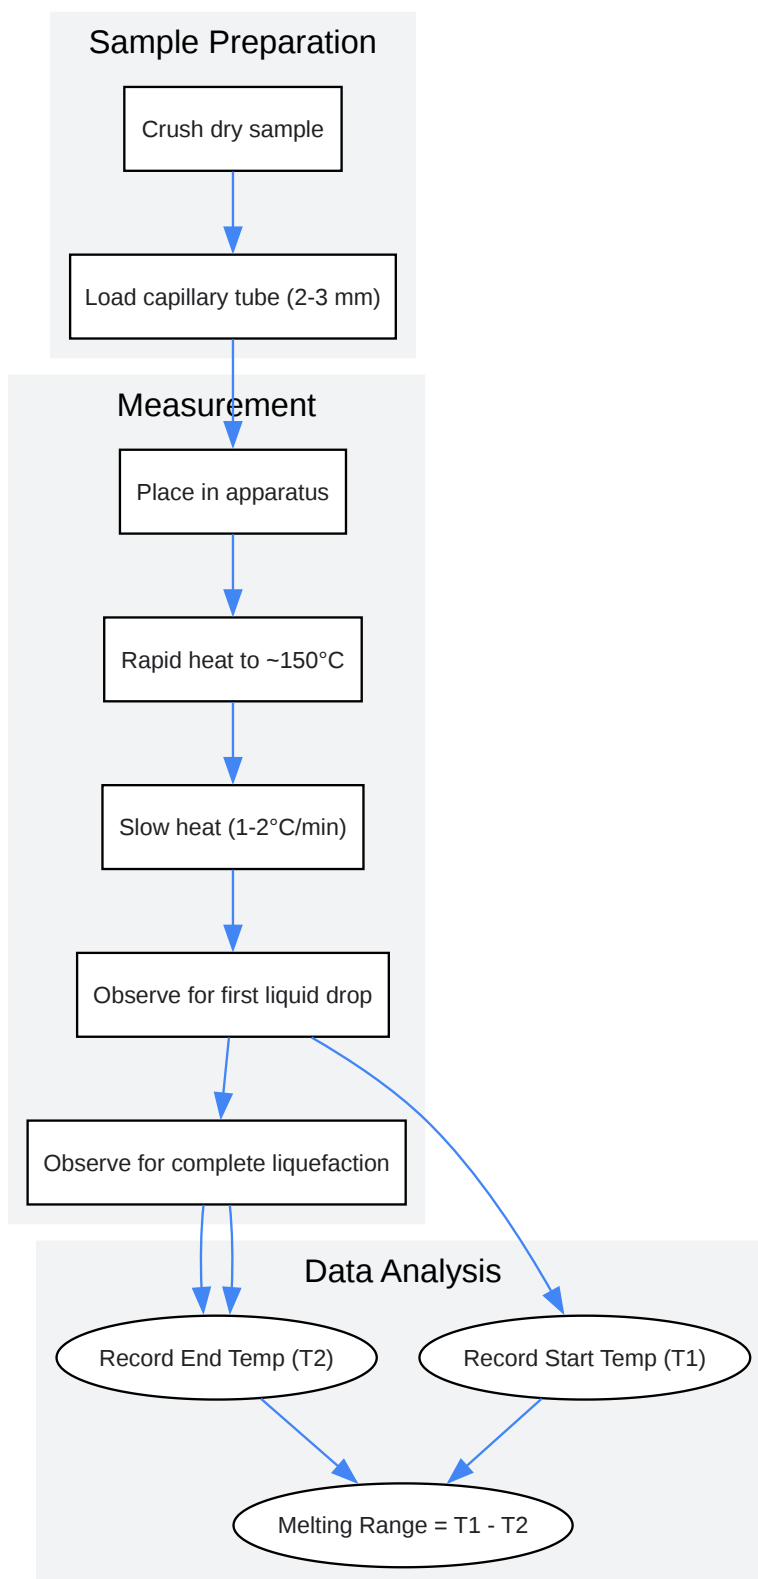 Sample Preparation
Crush dry sample
Load capillary tube (2-3 mm)
Measurement
Place in apparatus
Rapid heat to ~150°C
Slow heat (1-2°C/min)
Observe for first liquid drop
Observe for complete liquefaction
Data Analysis
Record End Temp (T2)
Record Start Temp (T1)
Melting Range = T1 - T2